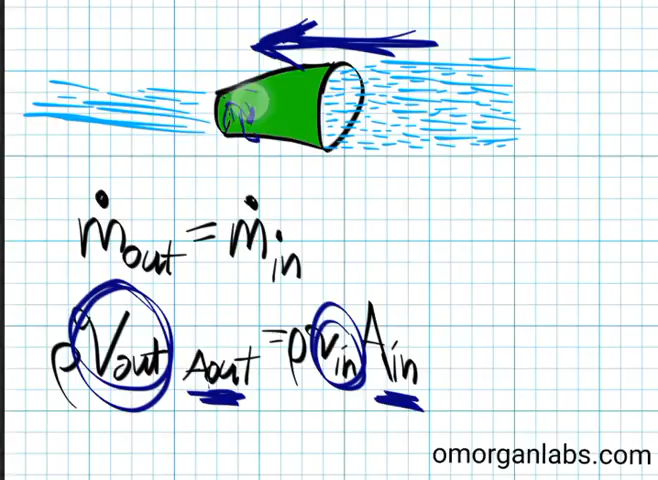 ṁout = ṁin
ρVout Aout = ρVin Ain
omorganlabs.com